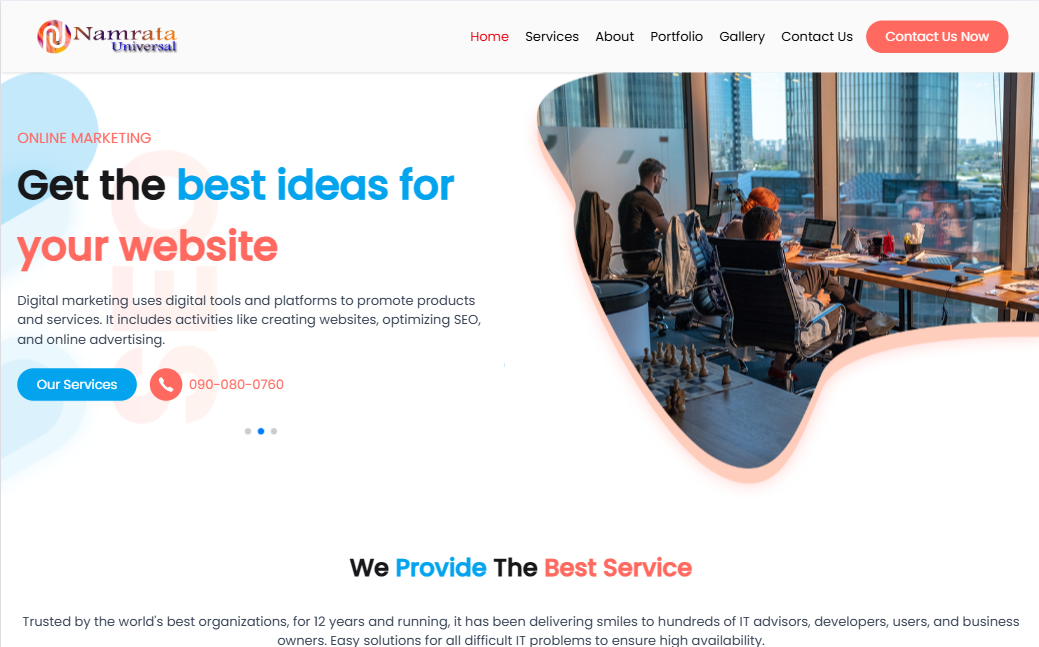 Namrata
Universal
Home Services About Portfolio Gallery Contact Us Contact Us Now
ONLINE MARKETING
Get the best ideas for
your website
Digital marketing uses digital tools and platforms to promote products
and services. It includes activities like creating websites, optimizing SEO,
and online advertising.
Our Services 090-080-0760
SEO
We Provide The Best Service
Trusted by the world's best organizations, for 12 years and running, it has been delivering smiles to hundreds of IT advisors, developers, users, and business
owners. Easy solutions for all difficult IT problems to ensure high availability.